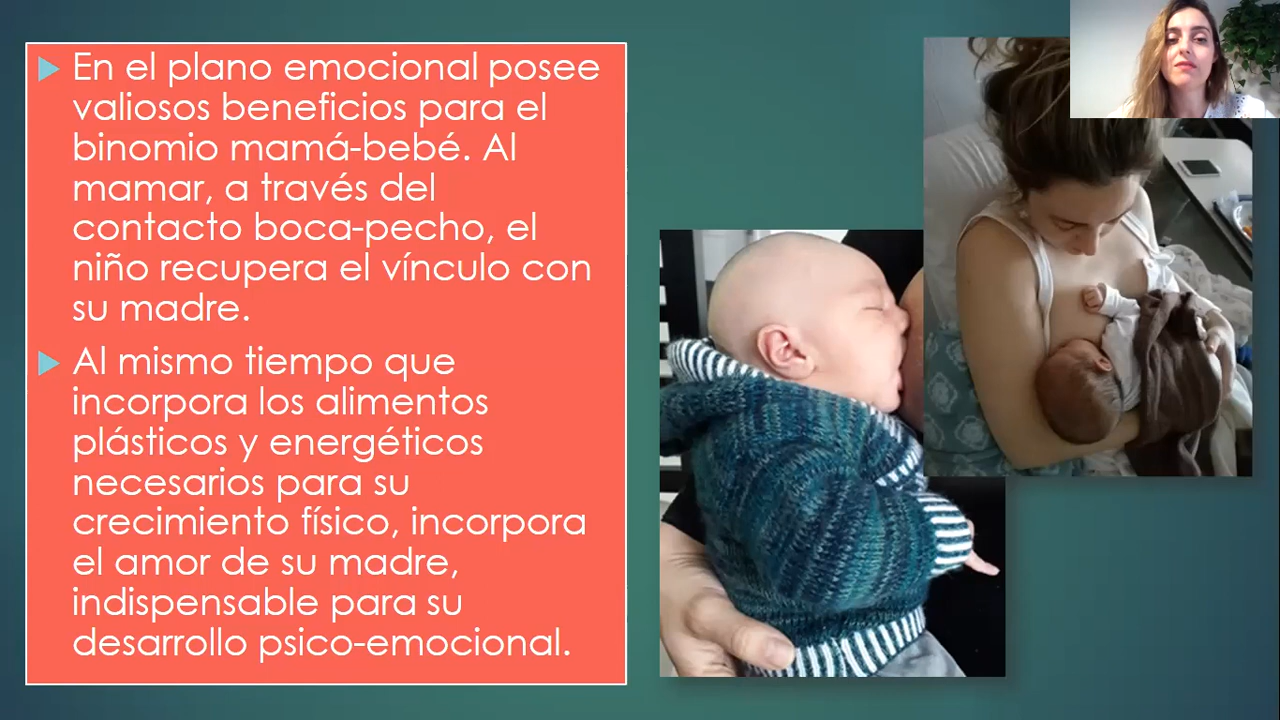 En el plano emocional posee
valiosos beneficios para el
binomio mamá-bebé. Al
mamar, a través del
contacto boca-pecho, el
niño recupera el vínculo con
su madre.
Al mismo tiempo que
incorpora los alimentos
plásticos y energéticos
necesarios para su
crecimiento físico, incorpora
el amor de su madre,
indispensable para su
desarrollo psico-emocional.